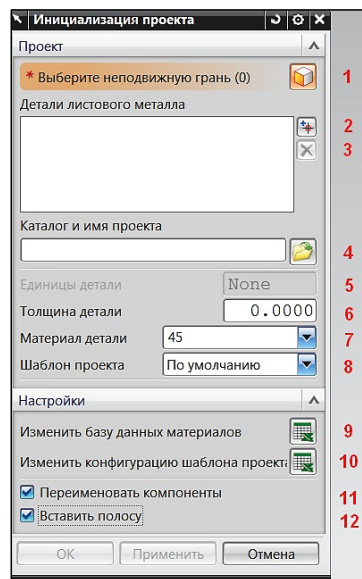 Инициализация проекта
Проект
* Выберите неподвижную грань (0) 1
Детали листового металла
2
3
Каталог и имя проекта
4
Единицы детали None 5
Толщина детали 0.0000 6
Материал детали 45 7
Шаблон проекта По умолчанию 8
Настройки
Изменить базу данных материалов 9
Изменить конфигурацию шаблона проекта 10
Переименовать компоненты 11
Вставить полосу 12
ОК Применить Отмена